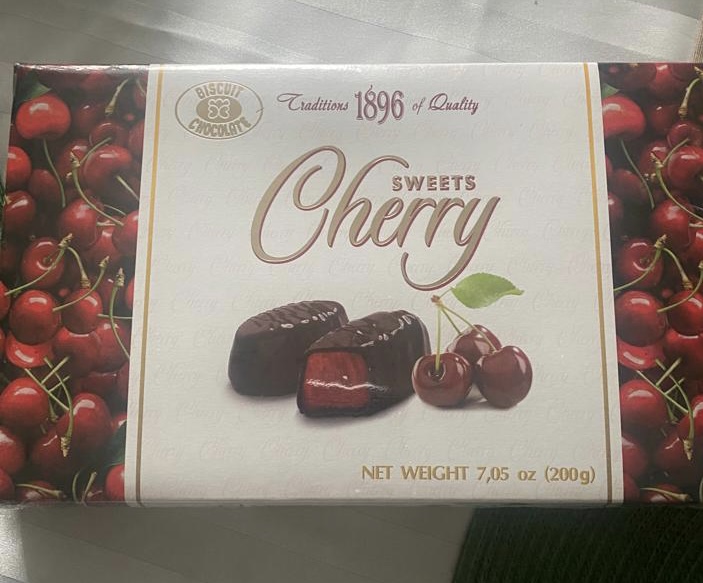 BISCUIT
CHOCOLATE
Traditions 1896 of Quality
SWEETS
Cherry
NET WEIGHT 7,05 oz (200g)